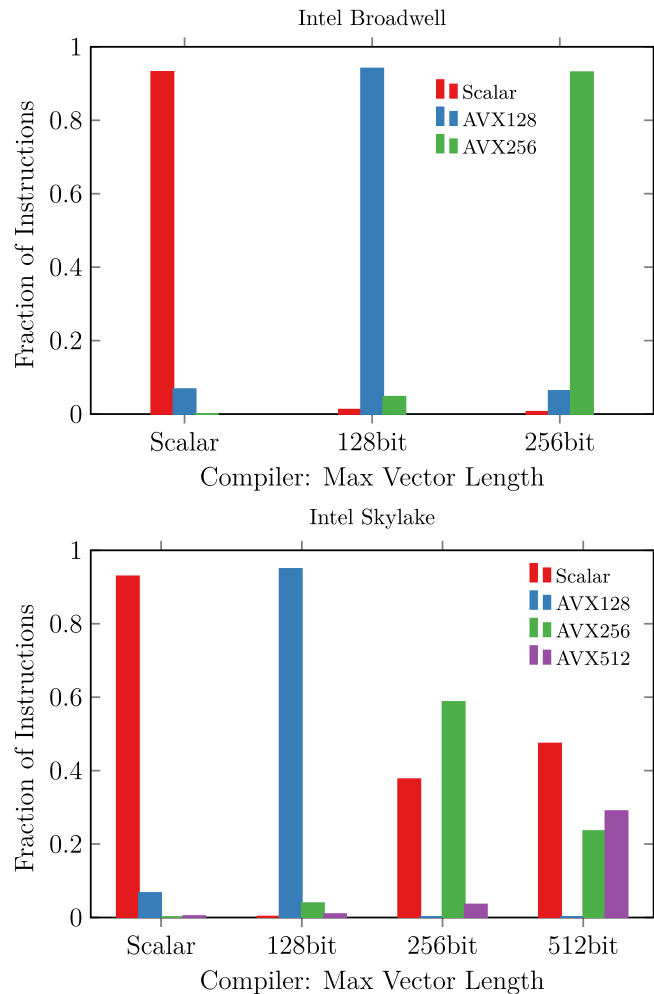 Intel Broadwell
1
0.8
0.6
0.4
0.2
0
Fraction of Instructions
Scalar
AVX128
AVX256
Scalar 128bit 256bit
Compiler: Max Vector Length
Intel Skylake
1
0.8
0.6
0.4
0.2
0
Fraction of Instructions
Scalar
AVX128
AVX256
AVX512
Scalar 128bit 256bit 512bit
Compiler: Max Vector Length